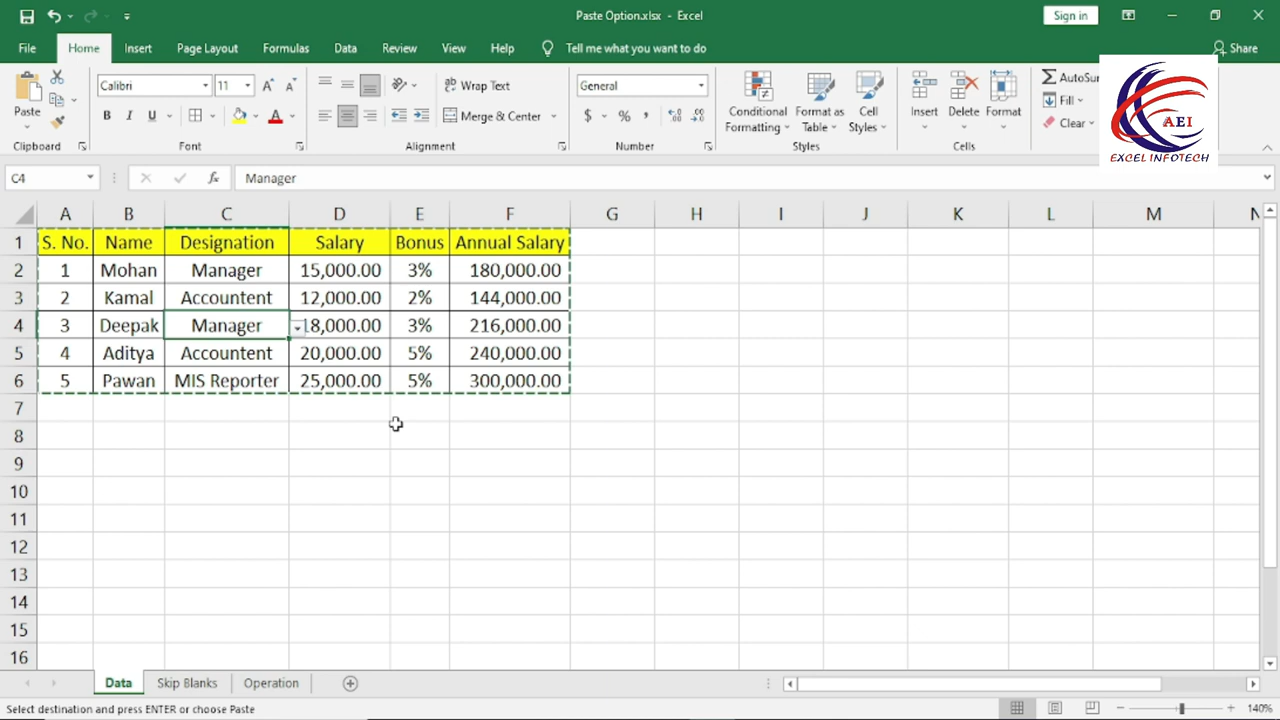 Paste Option.xlsx - Excel
Sign in
File Home Insert Page Layout Formulas Data Review View Help Tell me what you want to do Share
Paste
Calibri 11
B I U
Wrap Text
Merge & Center
General
$ % ,
Conditional Formatting
Format as Table
Cell Styles
Insert
Delete
Format
AutoSu
Fill
Clear
AEI
EXCEL INFOTECH
Clipboard Font Alignment Number Styles Cells
C4 fx Manager
A B C D E F G H I J K L M N
1 S. No. Name Designation Salary Bonus Annual Salary
2 1 Mohan Manager 15,000.00 3% 180,000.00
3 2 Kamal Accountent 12,000.00 2% 144,000.00
4 3 Deepak Manager 18,000.00 3% 216,000.00
5 4 Aditya Accountent 20,000.00 5% 240,000.00
6 5 Pawan MIS Reporter 25,000.00 5% 300,000.00
7
8
9
10
11
12
13
14
15
16
Data Skip Blanks Operation
Select destination and press ENTER or choose Paste 140%